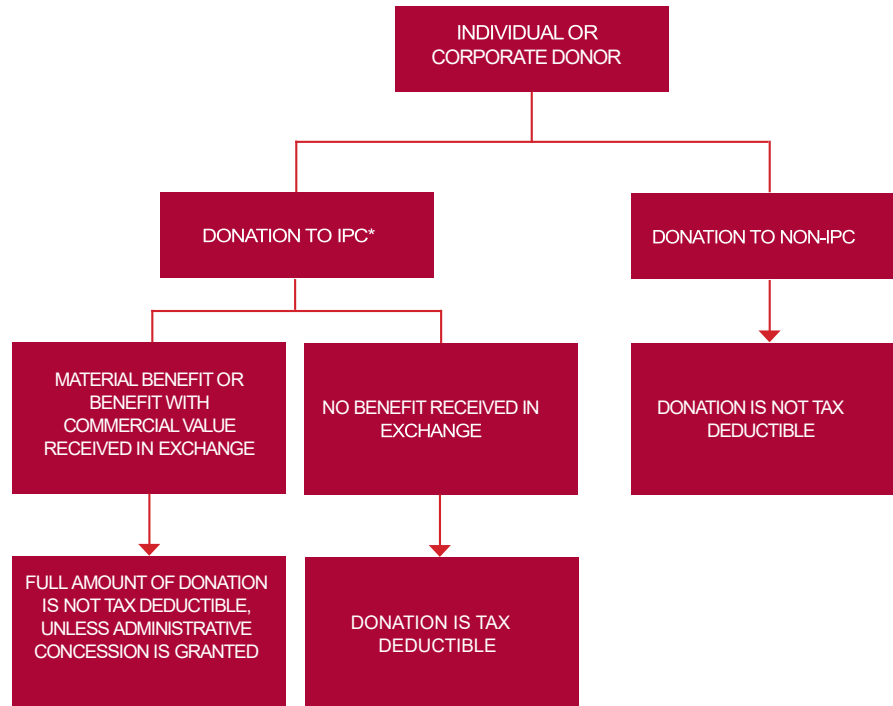 INDIVIDUAL OR
CORPORATE DONOR
DONATION TO IPC*
DONATION TO NON-IPC
MATERIAL BENEFIT OR
BENEFIT WITH
COMMERCIAL VALUE
RECEIVED IN EXCHANGE
NO BENEFIT RECEIVED IN
EXCHANGE
DONATION IS NOT TAX
DEDUCTIBLE
FULL AMOUNT OF DONATION
IS NOT TAX DEDUCTIBLE,
UNLESS ADMINISTRATIVE
CONCESSION IS GRANTED
DONATION IS TAX
DEDUCTIBLE